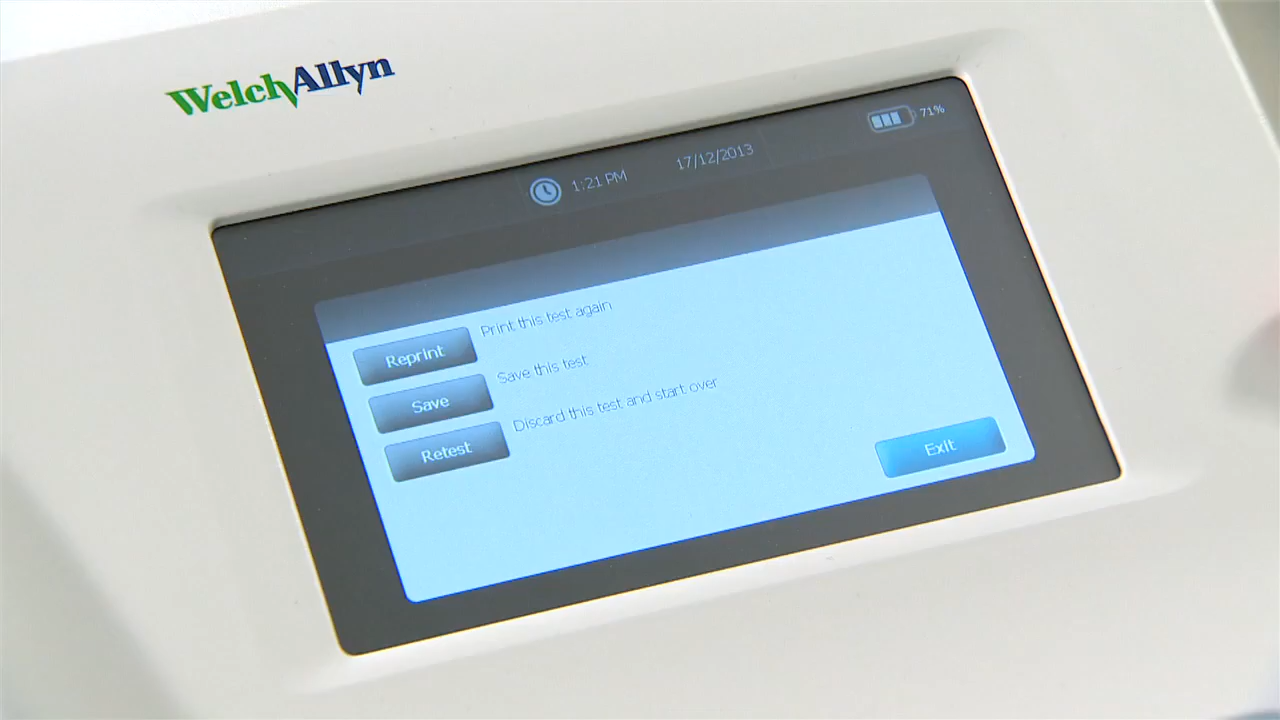 WelchAllyn
1:21 PM 17/12/2013 71%
Reprint Print this test again
Save Save this test
Retest Discard this test and start over
Exit